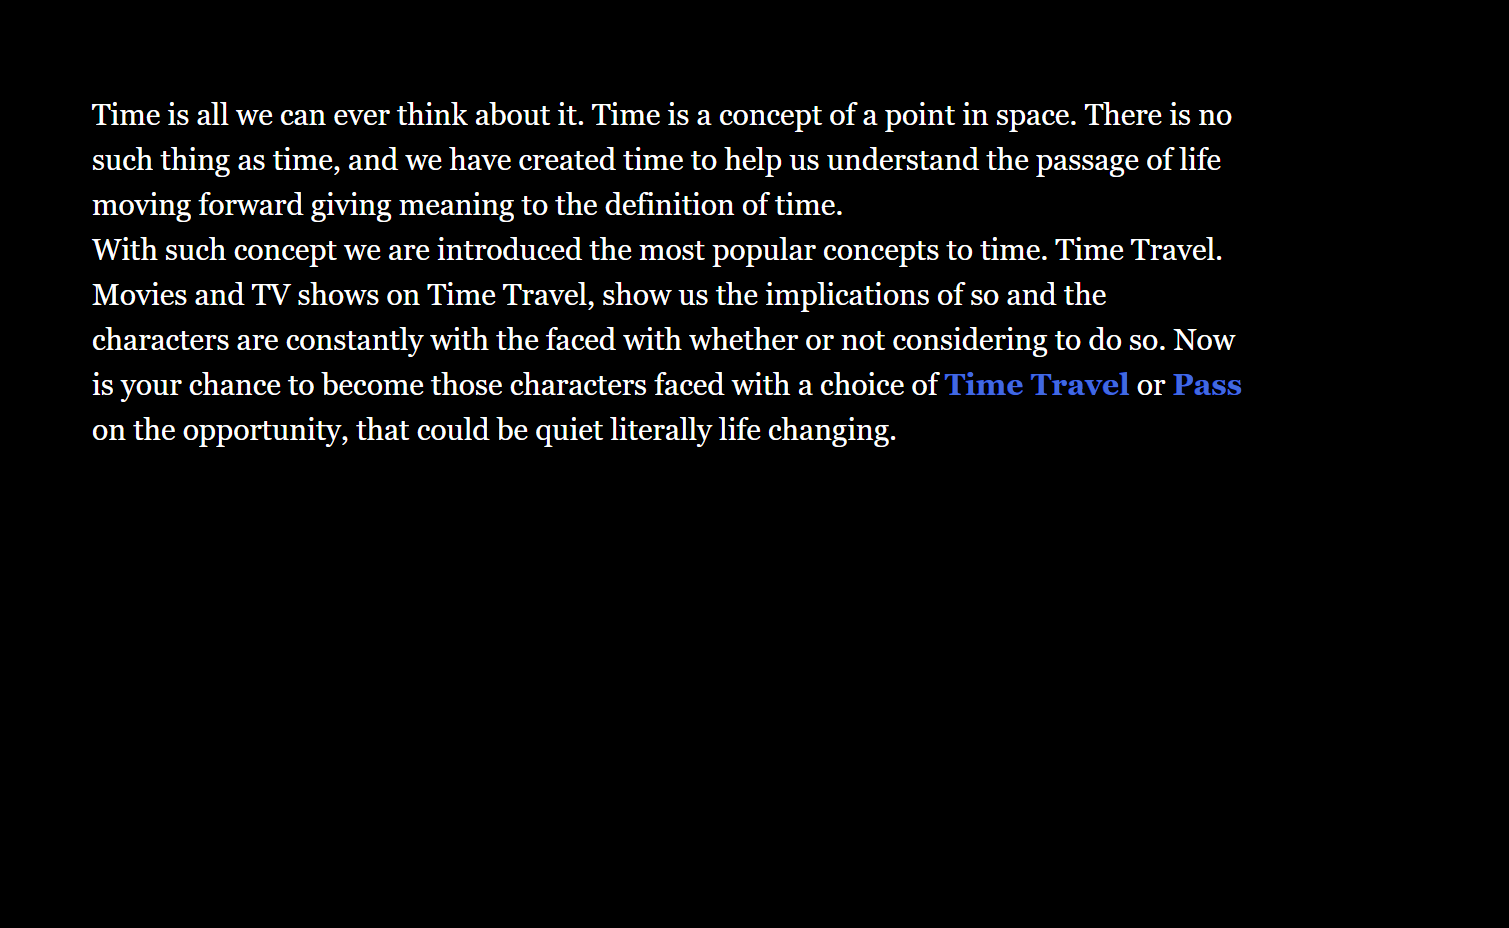 Time is all we can ever think about it. Time is a concept of a point in space. There is no
such thing as time, and we have created time to help us understand the passage of life
moving forward giving meaning to the definition of time.
With such concept we are introduced the most popular concepts to time. Time Travel.
Movies and TV shows on Time Travel, show us the implications of so and the
characters are constantly with the faced with whether or not considering to do so. Now
is your chance to become those characters faced with a choice of Time Travel or Pass
on the opportunity, that could be quiet literally life changing.